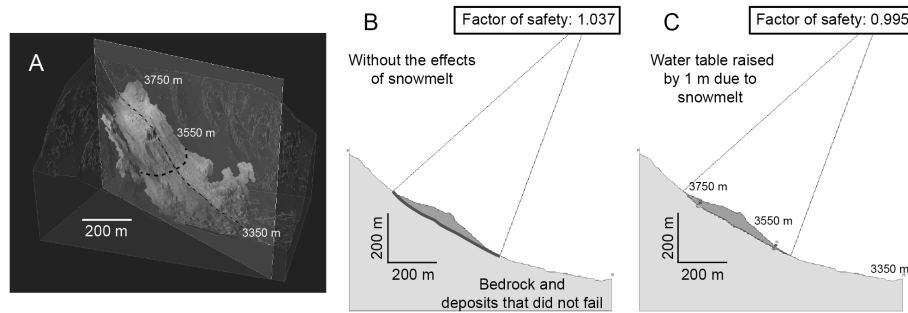 A
3750 m
3550 m
3350 m
200 m
B
Factor of safety: 1.037
Without the effects
of snowmelt
200 m
200 m
Bedrock and
deposits that did not fail
C
Factor of safety: 0.995
Water table raised
by 1 m due to
snowmelt
3750 m
3550 m
3350 m
200 m
200 m